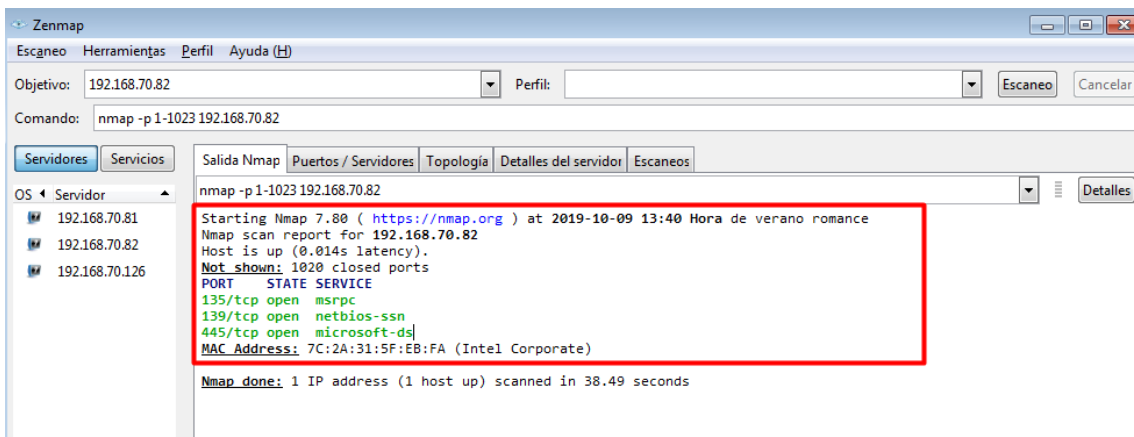 Zenmap
Escaneo Herramientas Perfil Ayuda (H)
Objetivo: 192.168.70.82 Perfil: Escaneo Cancelar
Comando: nmap -p 1-1023 192.168.70.82
Servidores Servicios Salida Nmap Puertos / Servidores Topología Detalles del servidor Escaneos
OS Servidor nmap -p 1-1023 192.168.70.82 Detalles
192.168.70.81
192.168.70.82
192.168.70.126
Starting Nmap 7.80 ( https://nmap.org ) at 2019-10-09 13:40 Hora de verano romance
Nmap scan report for 192.168.70.82
Host is up (0.014s latency).
Not shown: 1020 closed ports
PORT STATE SERVICE
135/tcp open msrpc
139/tcp open netbios-ssn
445/tcp open microsoft-ds
MAC Address: 7C:2A:31:5F:EB:FA (Intel Corporate)
Nmap done: 1 IP address (1 host up) scanned in 38.49 seconds